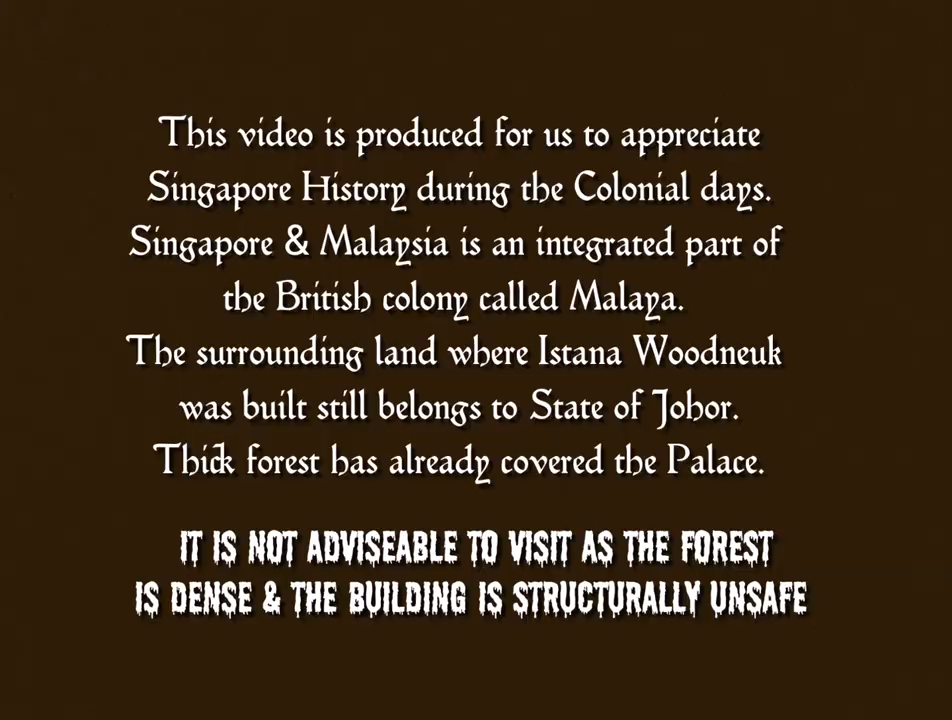 This video is produced for us to appreciate
Singapore History during the Colonial days.
Singapore & Malaysia is an integrated part of
the British colony called Malaya.
The surrounding land where Istana Woodneuk
was built still belongs to State of Johor.
Thick forest has already covered the Palace.
IT IS NOT ADVISEABLE TO VISIT AS THE FOREST
IS DENSE & THE BUILDING IS STRUCTURALLY UNSAFE